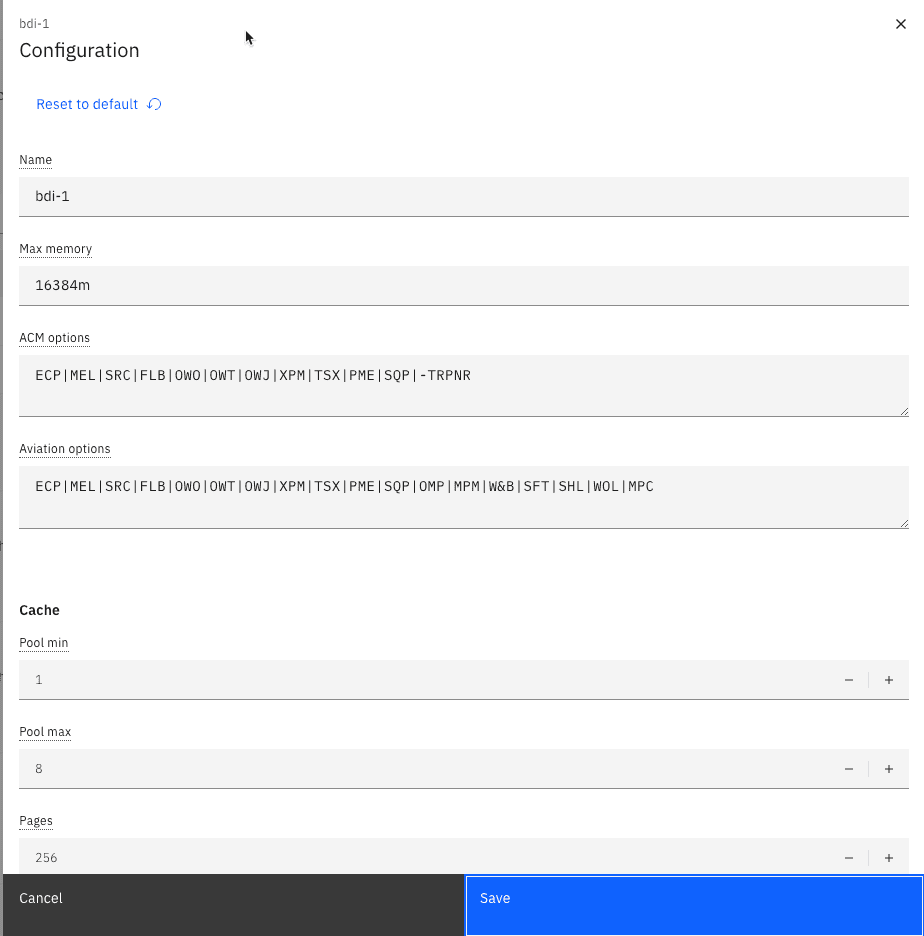 bdi-1
Configuration
Reset to default
Name
bdi-1
Max memory
16384m
ACM options
ECP|MEL|SRC|FLB|OWO|OWT|OWJ|XPM|TSX|PME|SQP|-TRPNR
Aviation options
ECP|MEL|SRC|FLB|OWO|OWT|OWJ|XPM|TSX|PME|SQP|OMP|MPM|W&B|SFT|SHL|WOL|MPC
Cache
Pool min
1
Pool max
8
Pages
256
Cancel
Save